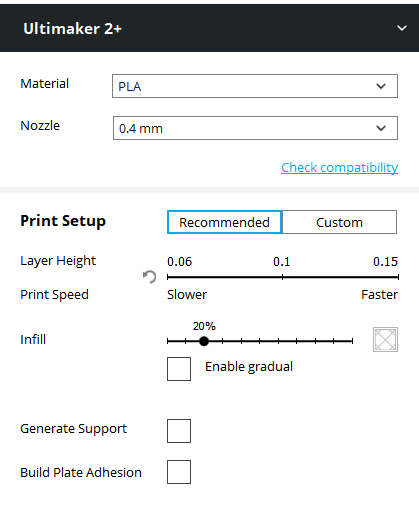 Ultimaker 2+
Material PLA
Nozzle 0.4 mm
Check compatibility
Print Setup Recommended Custom
Layer Height 0.06 0.1 0.15
Print Speed Slower Faster
20%
Infill
Enable gradual
Generate Support
Build Plate Adhesion